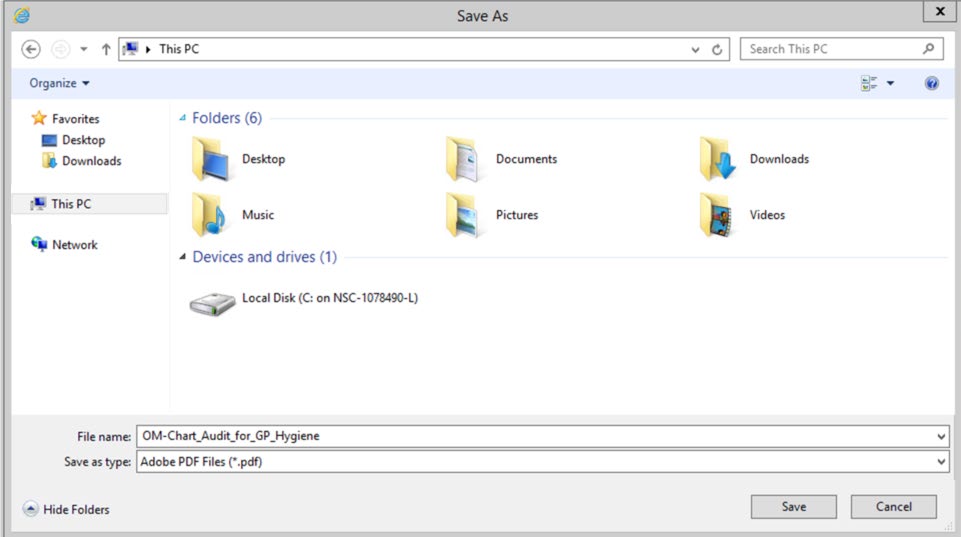 Save As
This PC
Search This PC
Organize
Favorites
Desktop
Downloads
This PC
Network
Folders (6)
Desktop Documents Downloads
Music Pictures Videos
Devices and drives (1)
Local Disk (C: on NSC-1078490-L)
File name: OM-Chart_Audit_for_GP_Hygiene
Save as type: Adobe PDF Files (*.pdf)
Hide Folders Save Cancel